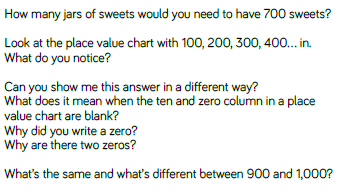 How many jars of sweets would you need to have 700 sweets?
Look at the place value chart with 100, 200, 300, 400... in.
What do you notice?
Can you show me this answer in a different way?
What does it mean when the ten and zero column in a place
value chart are blank?
Why did you write a zero?
Why are there two zeros?
What's the same and what's different between 900 and 1,000?